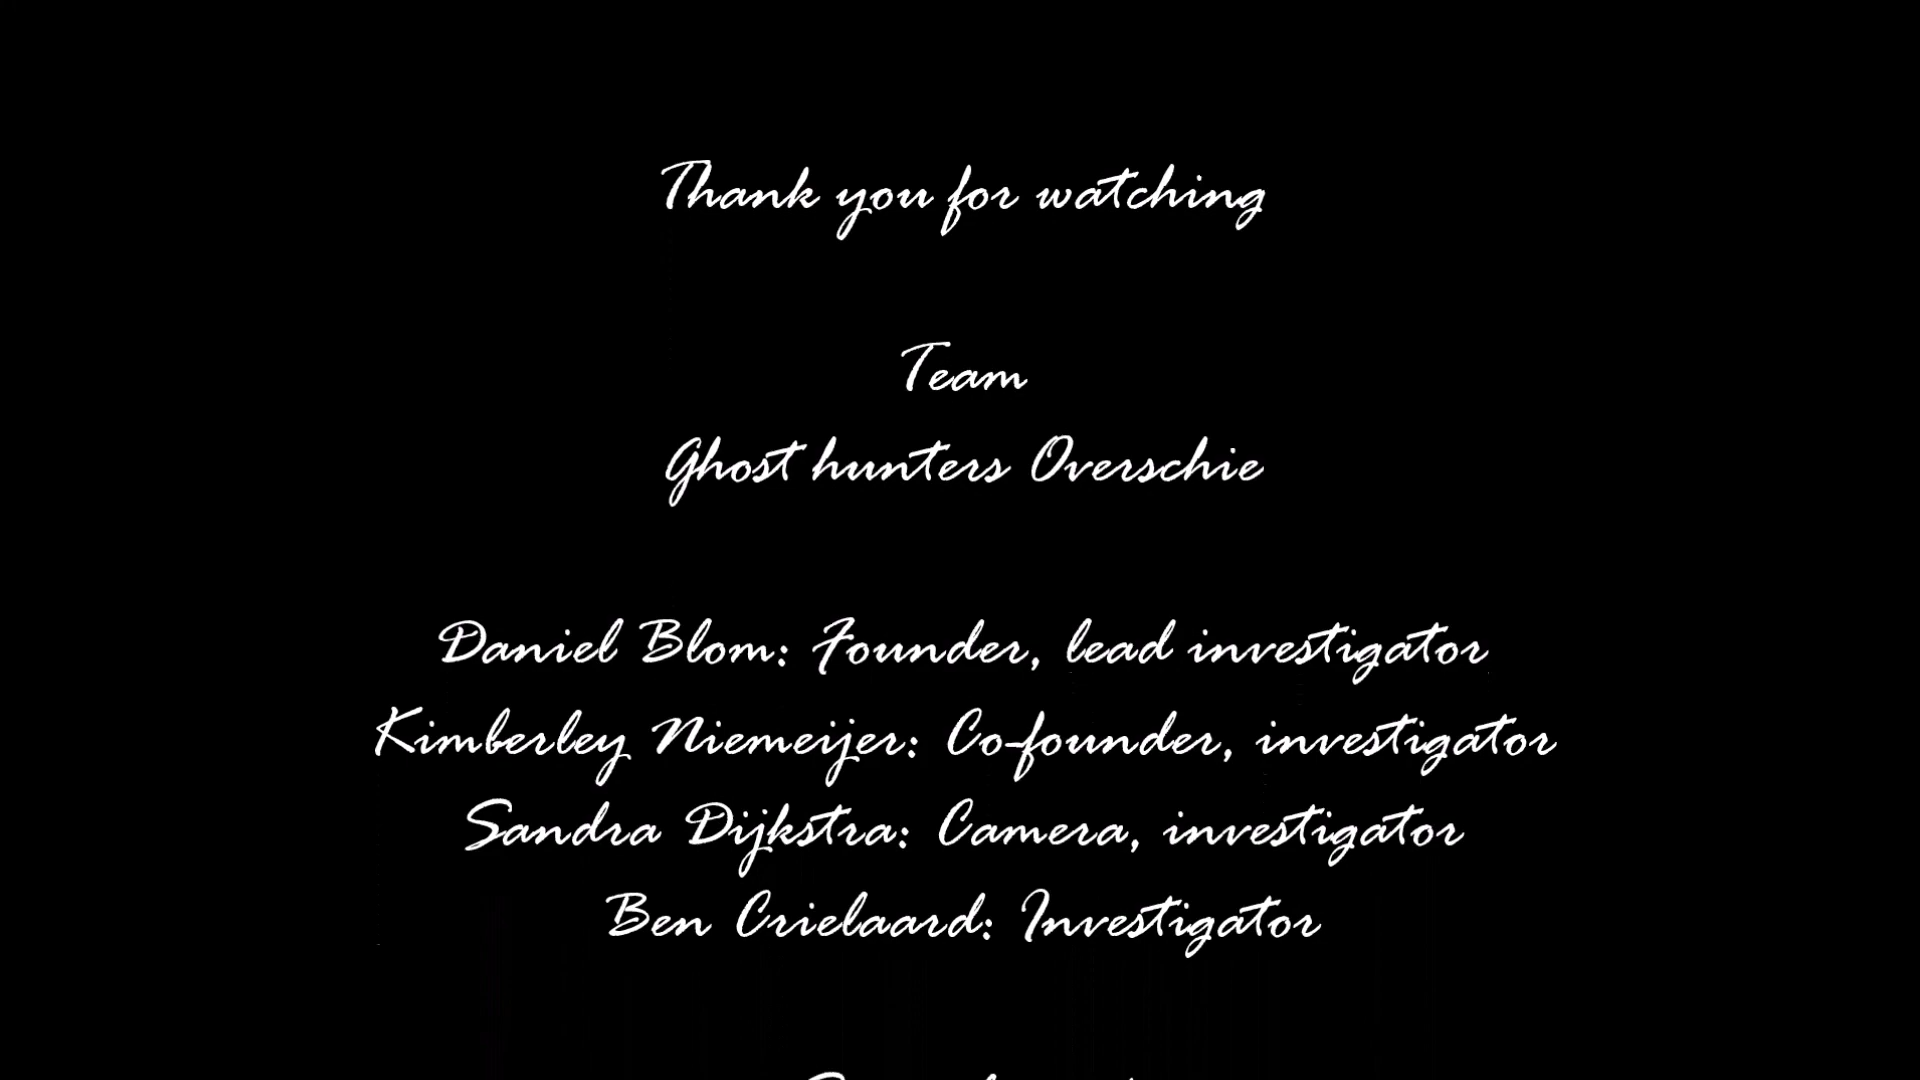 Thank you for watching
Team
Ghost hunters Overschie
Daniel Blom: Founder, lead investigator
Kimberley Niemeijer: Co-founder, investigator
Sandra Dijkstra: Camera, investigator
Ben Crielaard: Investigator